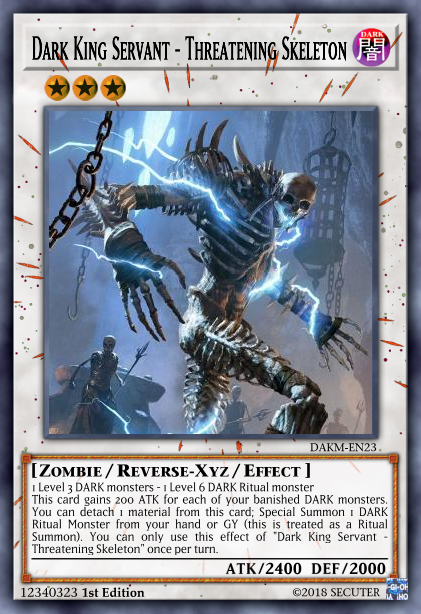 Dark King Servant - Threatening Skeleton
DARK
闇
DAKM-EN23
[Zombie / Reverse-Xyz / Effect ]
1 Level 3 DARK monsters - 1 Level 6 DARK Ritual monster
This card gains 200 ATK for each of your banished DARK monsters.
You can detach 1 material from this card; Special Summon 1 DARK
Ritual Monster from your hand or GY (this is treated as a Ritual
Summon). You can only use this effect of "Dark King Servant -
Threatening Skeleton" once per turn.
ATK/2400 DEF/2000
12340323 1st Edition ©2018 SECUTER